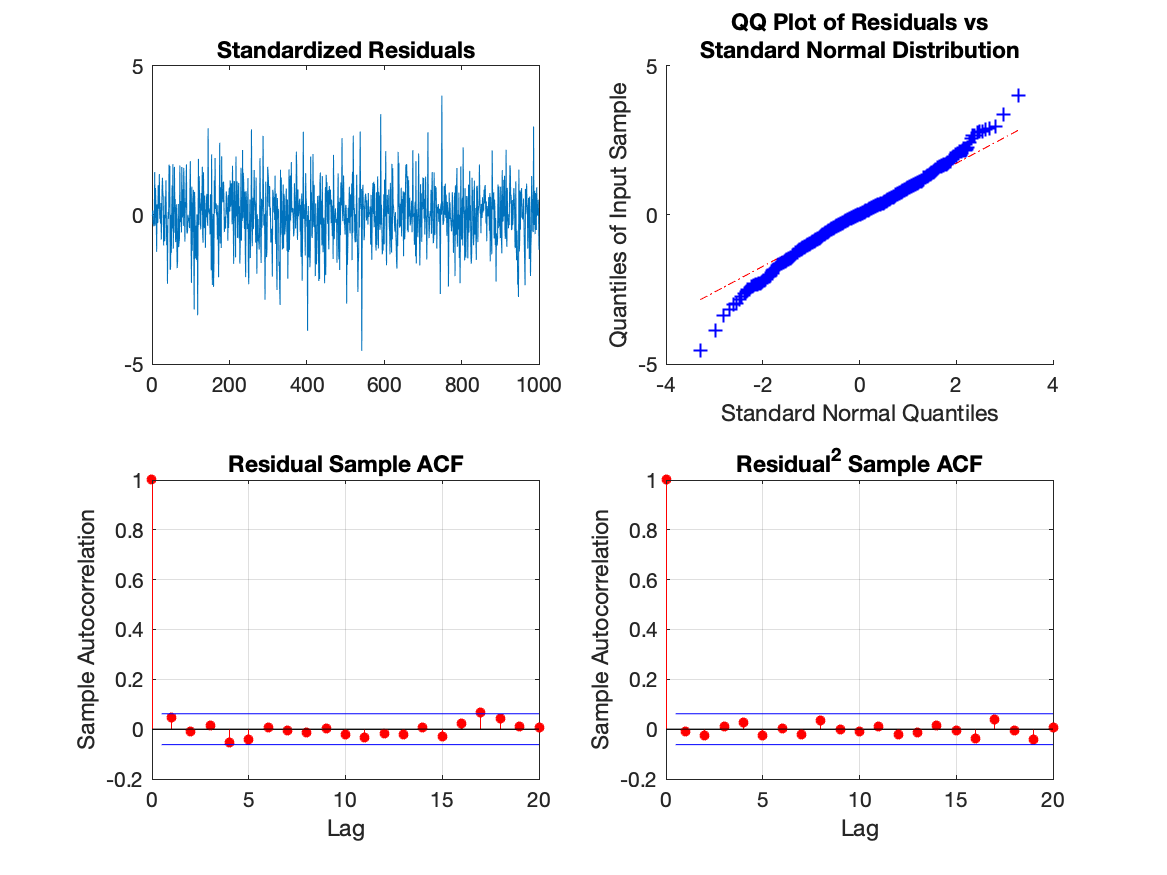 Standardized Residuals
5
0
-5
0 200 400 600 800 1000
QQ Plot of Residuals vs
Standard Normal Distribution
Quantiles of Input Sample
5
0
-5
-4 -2 0 2 4
Standard Normal Quantiles
Residual Sample ACF
Sample Autocorrelation
1
0.8
0.6
0.4
0.2
0
-0.2
0 5 10 15 20
Lag
Residual² Sample ACF
Sample Autocorrelation
1
0.8
0.6
0.4
0.2
0
-0.2
0 5 10 15 20
Lag